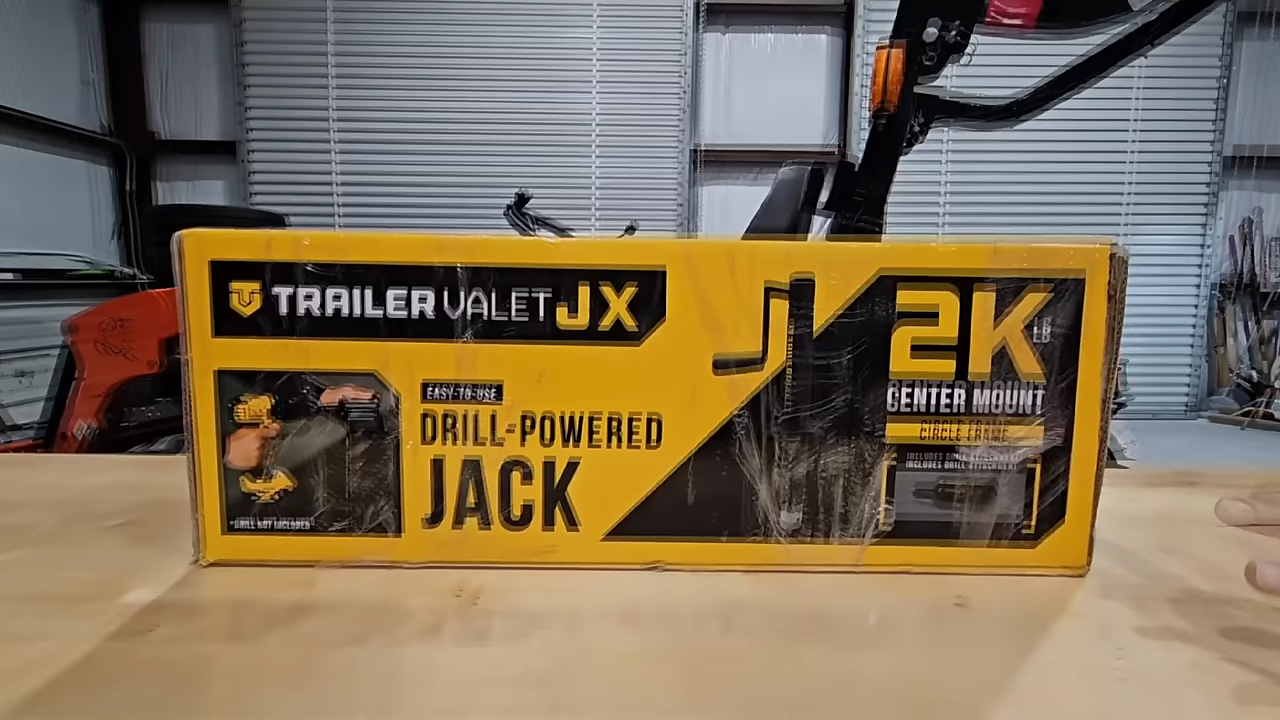 TRAILER VALET JX
EASY-TO-USE
DRILL-POWERED
JACK
*DRILL NOT INCLUDED
2K LB
CENTER MOUNT
CIRCLE FRAME
INCLUDES DRILL ATTACHMENT